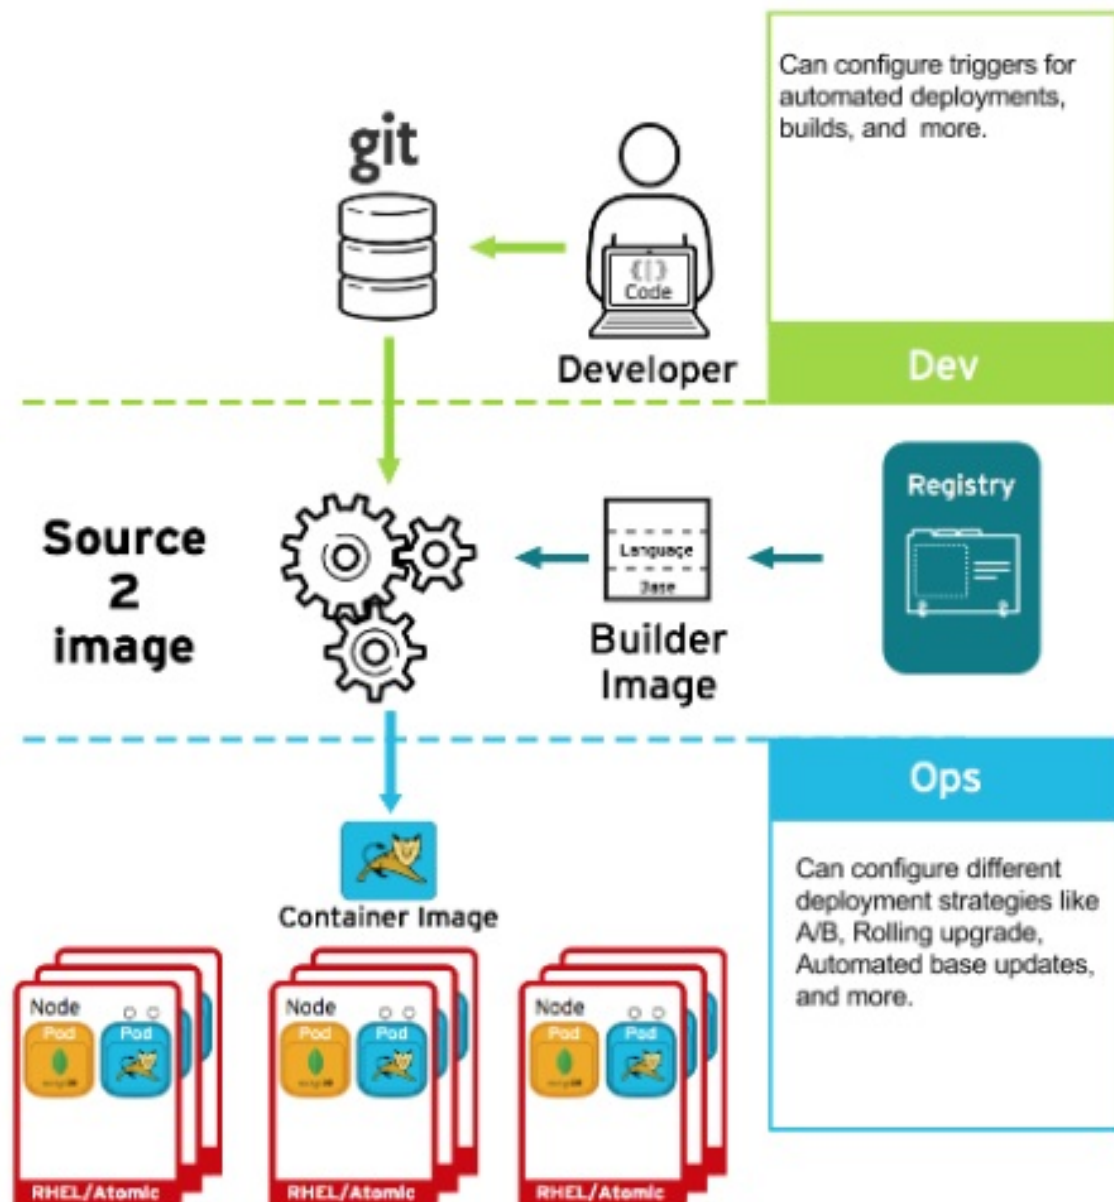 Can configure triggers for
automated deployments,
builds, and more.
git
{[}
Code
Developer
Dev
Source
2
image
Language
Base
Builder
Image
Registry
Ops
Container Image
Can configure different
deployment strategies like
A/B, Rolling upgrade,
Automated base updates,
and more.
Node
Pod
Pod
RHEL/Atomic
Node
Pod
Pod
RHEL/Atomic
Node
Pod
Pod
RHEL/Atomic